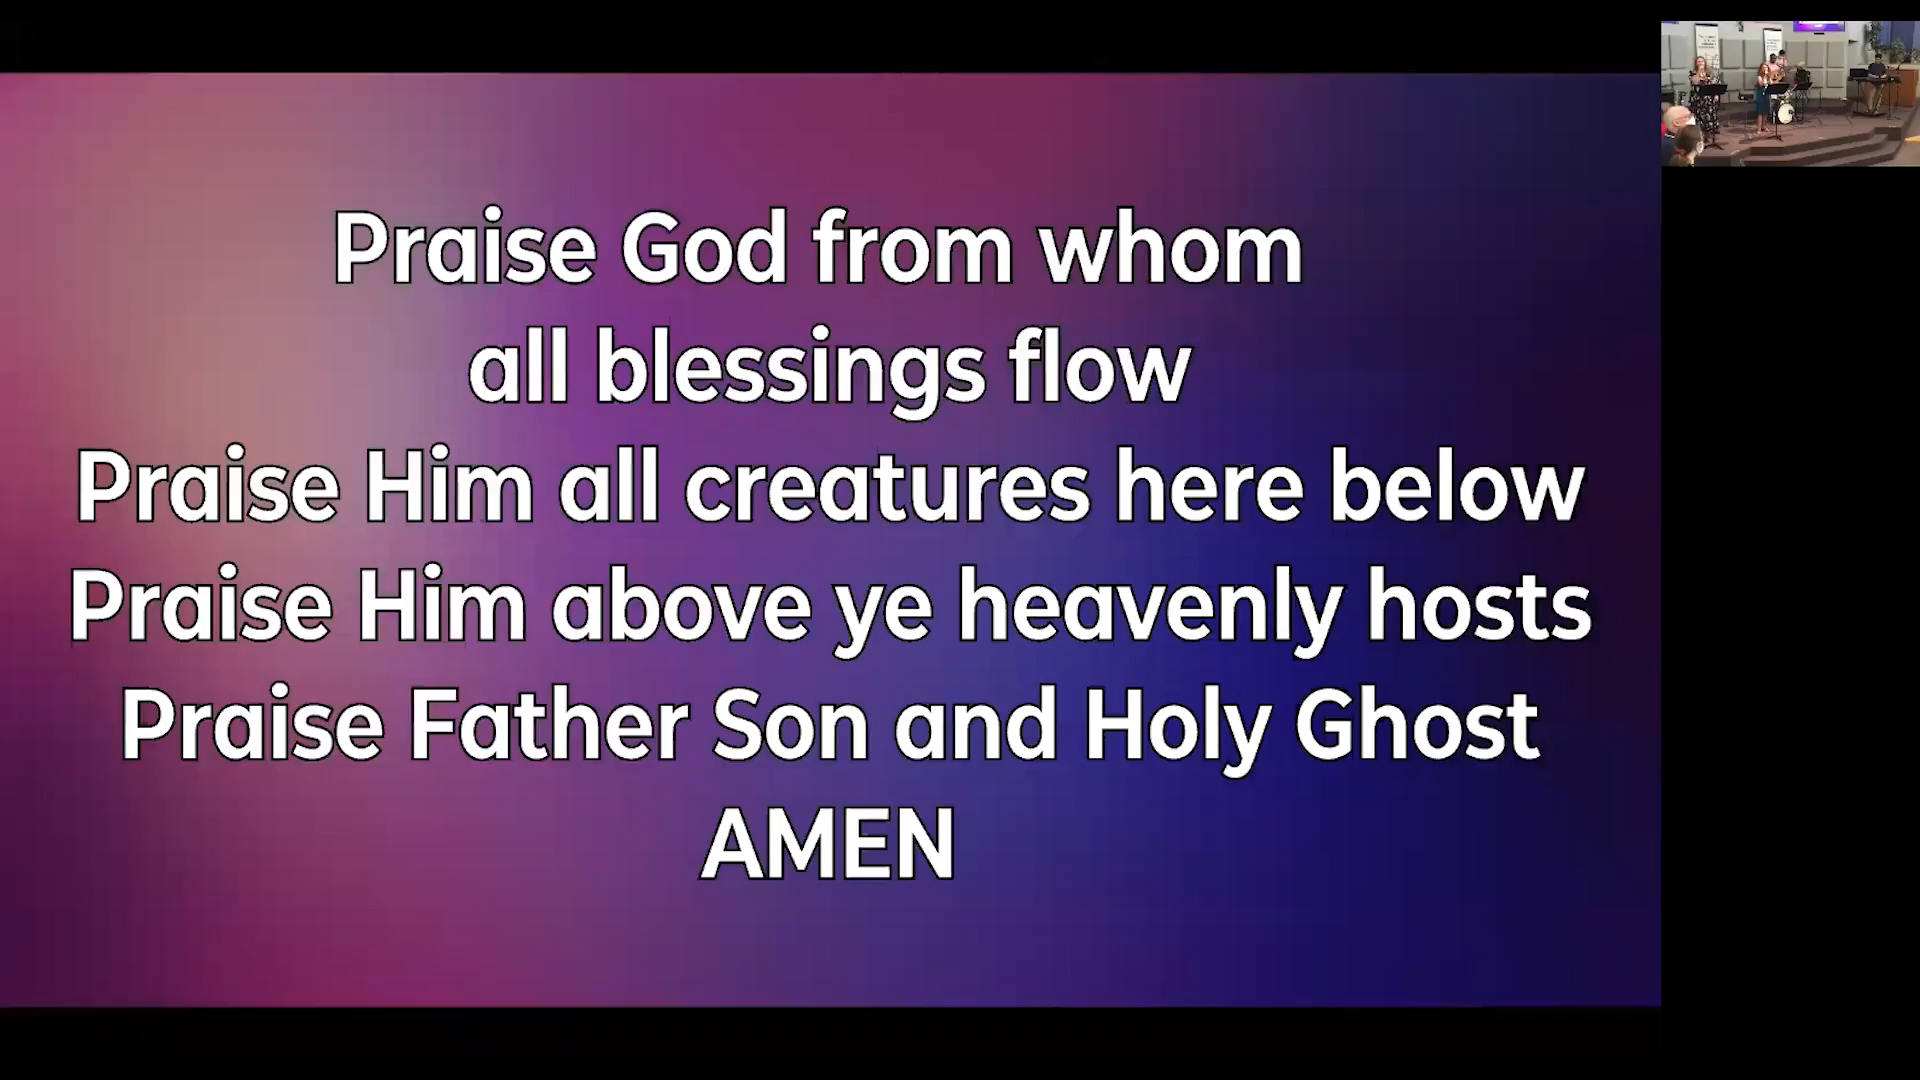 Praise God from whom
all blessings flow
Praise Him all creatures here below
Praise Him above ye heavenly hosts
Praise Father Son and Holy Ghost
AMEN